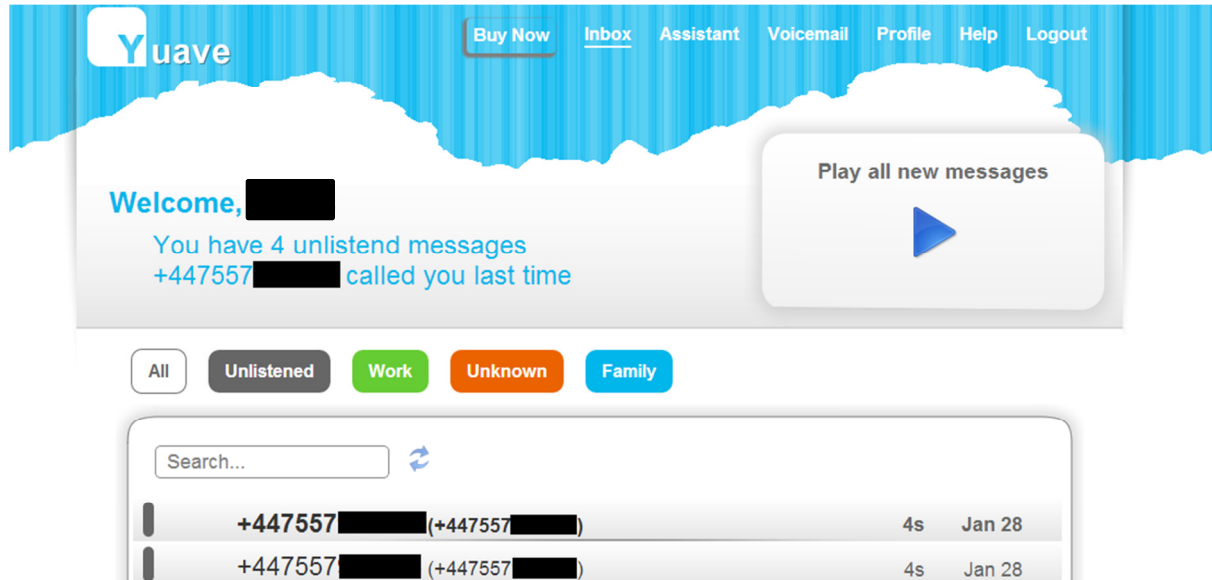 Yuave
Buy Now Inbox Assistant Voicemail Profile Help Logout
Play all new messages
Welcome,
You have 4 unlistend messages
+447557 called you last time
All Unlistened Work Unknown Family
Search...
+447557 (+447557 ) 4s Jan 28
+447557 (+447557 ) 4s Jan 28